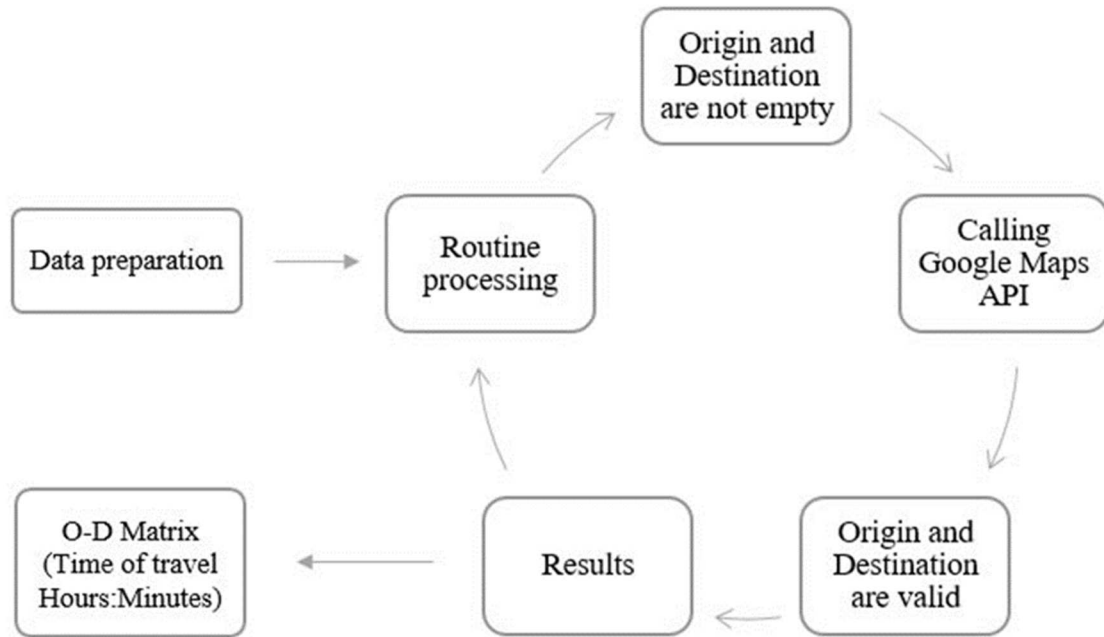 Origin and
Destination
are not empty
Data preparation
Routine
processing
Calling
Google Maps
API
O-D Matrix
(Time of travel
Hours:Minutes)
Results
Origin and
Destination
are valid